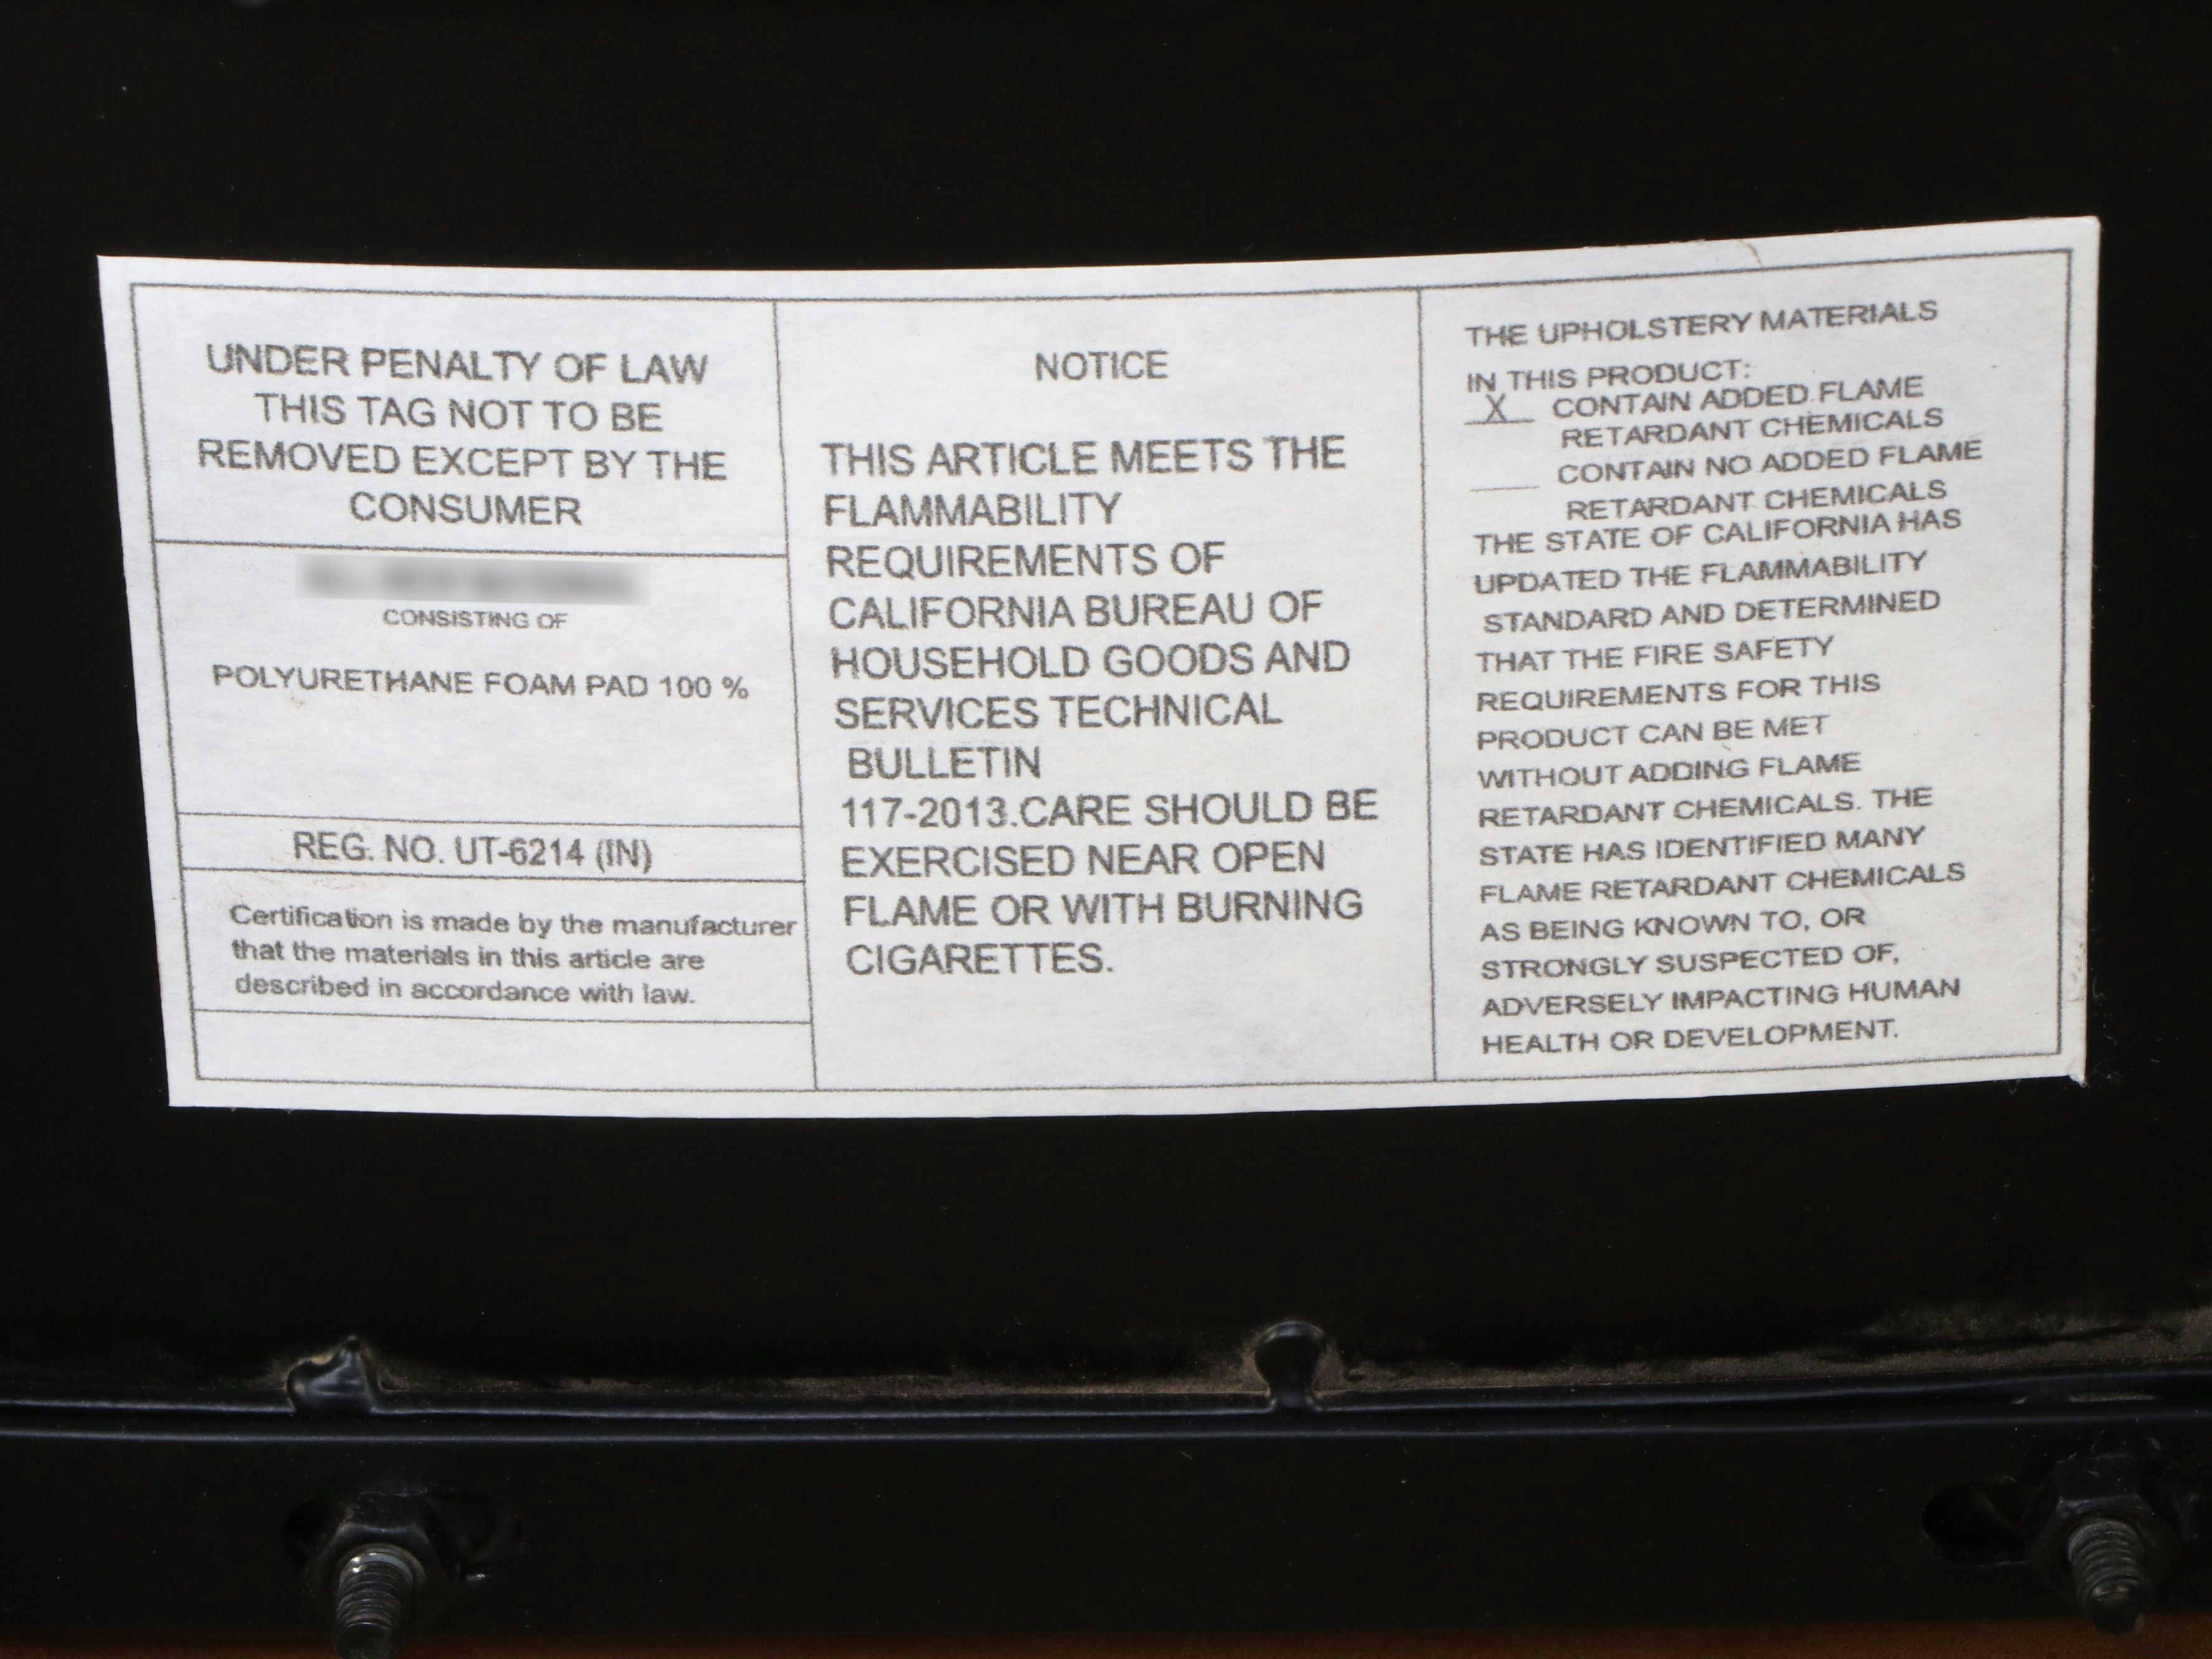 UNDER PENALTY OF LAW
THIS TAG NOT TO BE
REMOVED EXCEPT BY THE
CONSUMER
CONSISTING OF
POLYURETHANE FOAM PAD 100 %
REG. NO. UT-6214 (IN)
Certification is made by the manufacturer
that the materials in this article are
described in accordance with law.
NOTICE
THIS ARTICLE MEETS THE
FLAMMABILITY
REQUIREMENTS OF
CALIFORNIA BUREAU OF
HOUSEHOLD GOODS AND
SERVICES TECHNICAL
BULLETIN
117-2013.CARE SHOULD BE
EXERCISED NEAR OPEN
FLAME OR WITH BURNING
CIGARETTES.
THE UPHOLSTERY MATERIALS
IN THIS PRODUCT:
X CONTAIN ADDED FLAME
RETARDANT CHEMICALS
CONTAIN NO ADDED FLAME
RETARDANT CHEMICALS
THE STATE OF CALIFORNIA HAS
UPDATED THE FLAMMABILITY
STANDARD AND DETERMINED
THAT THE FIRE SAFETY
REQUIREMENTS FOR THIS
PRODUCT CAN BE MET
WITHOUT ADDING FLAME
RETARDANT CHEMICALS. THE
STATE HAS IDENTIFIED MANY
FLAME RETARDANT CHEMICALS
AS BEING KNOWN TO, OR
STRONGLY SUSPECTED OF,
ADVERSELY IMPACTING HUMAN
HEALTH OR DEVELOPMENT.